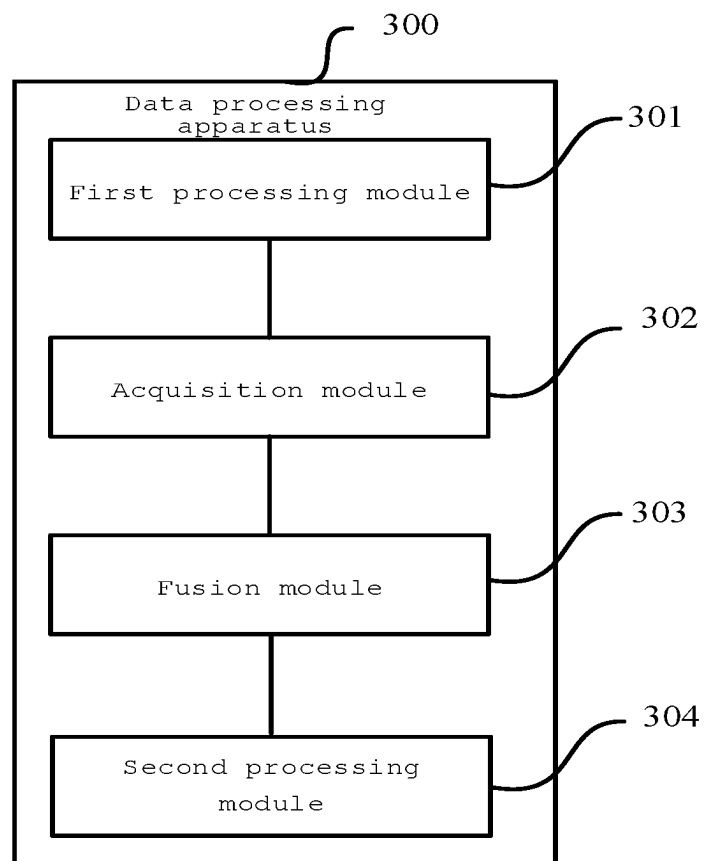 300
Data processing
apparatus
301
First processing module
302
Acquisition module
303
Fusion module
304
Second processing
module